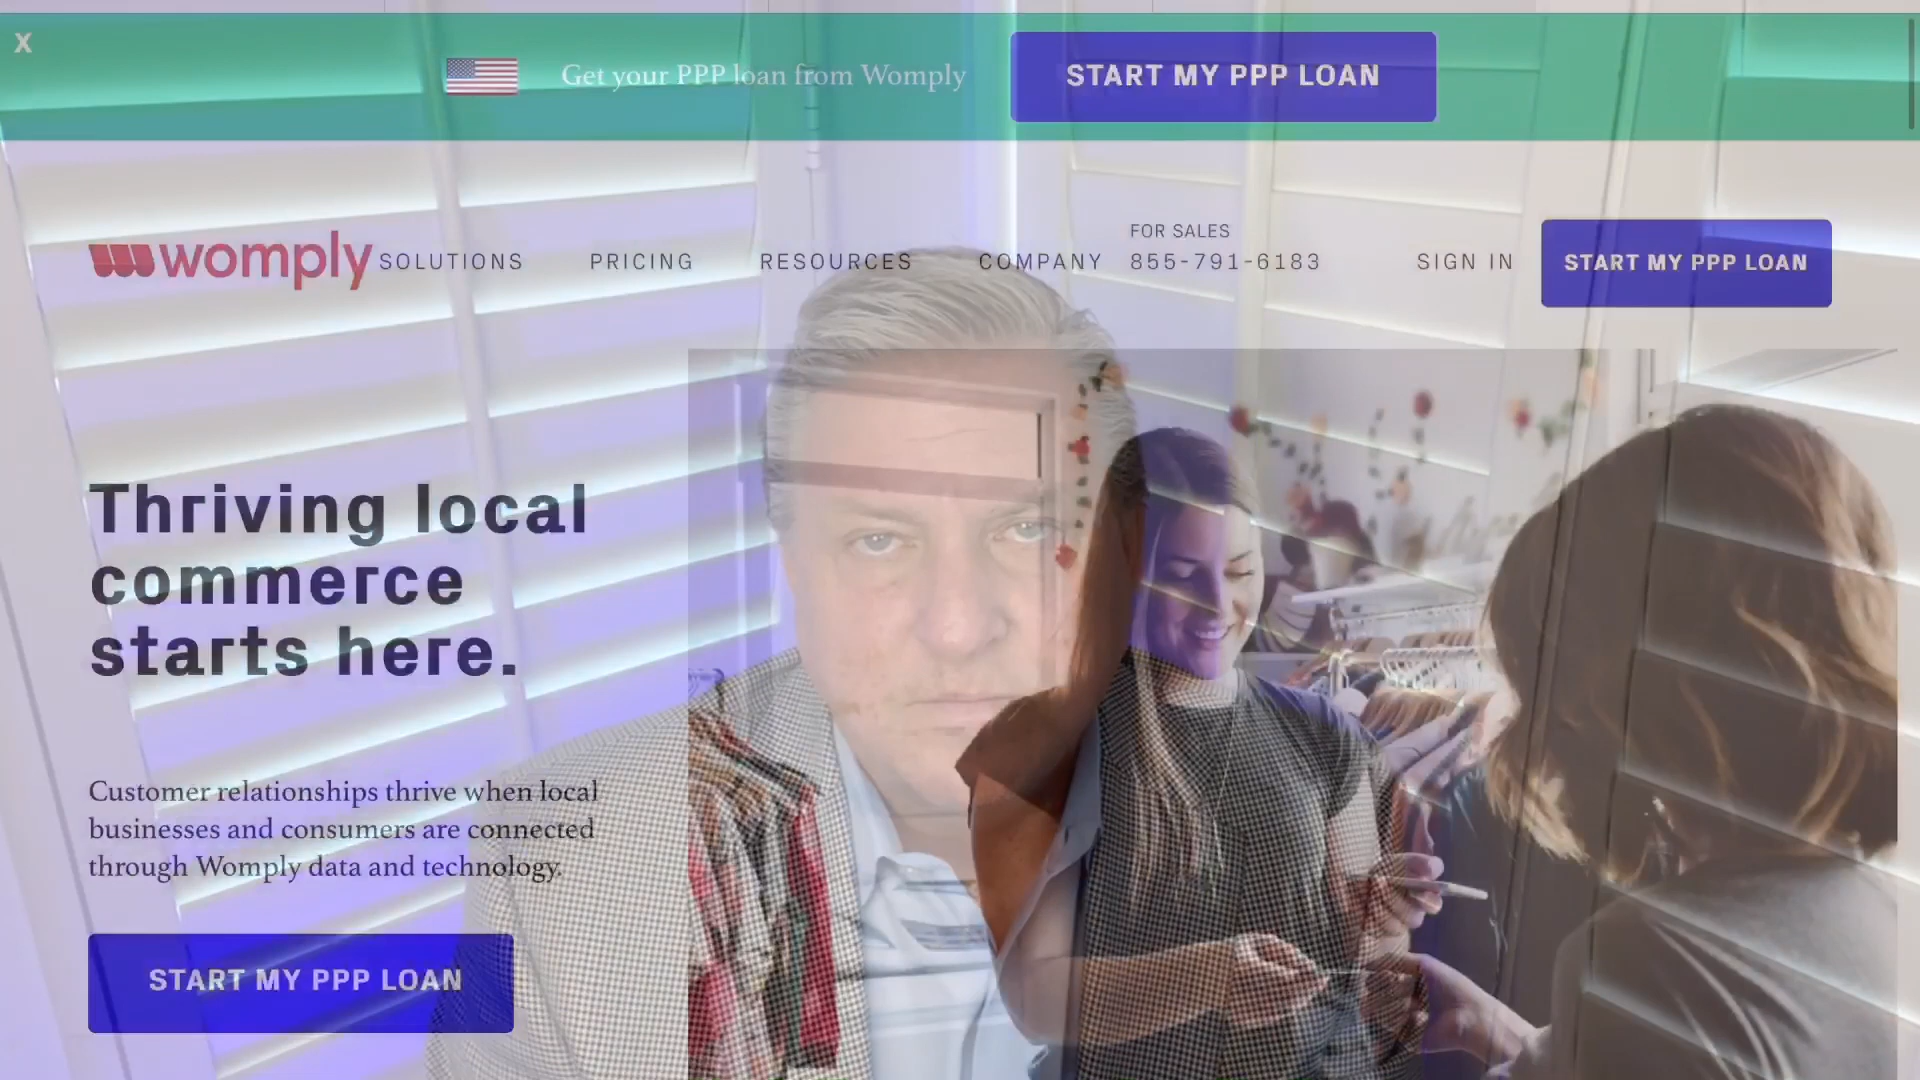 X
Get your PPP loan from Womply
START MY PPP LOAN
womply
SOLUTIONS
PRICING
RESOURCES
COMPANY
FOR SALES
855-791-6183
SIGN IN
START MY PPP LOAN
Thriving local
commerce
starts here.
Customer relationships thrive when local
businesses and consumers are connected
through Womply data and technology.
START MY PPP LOAN